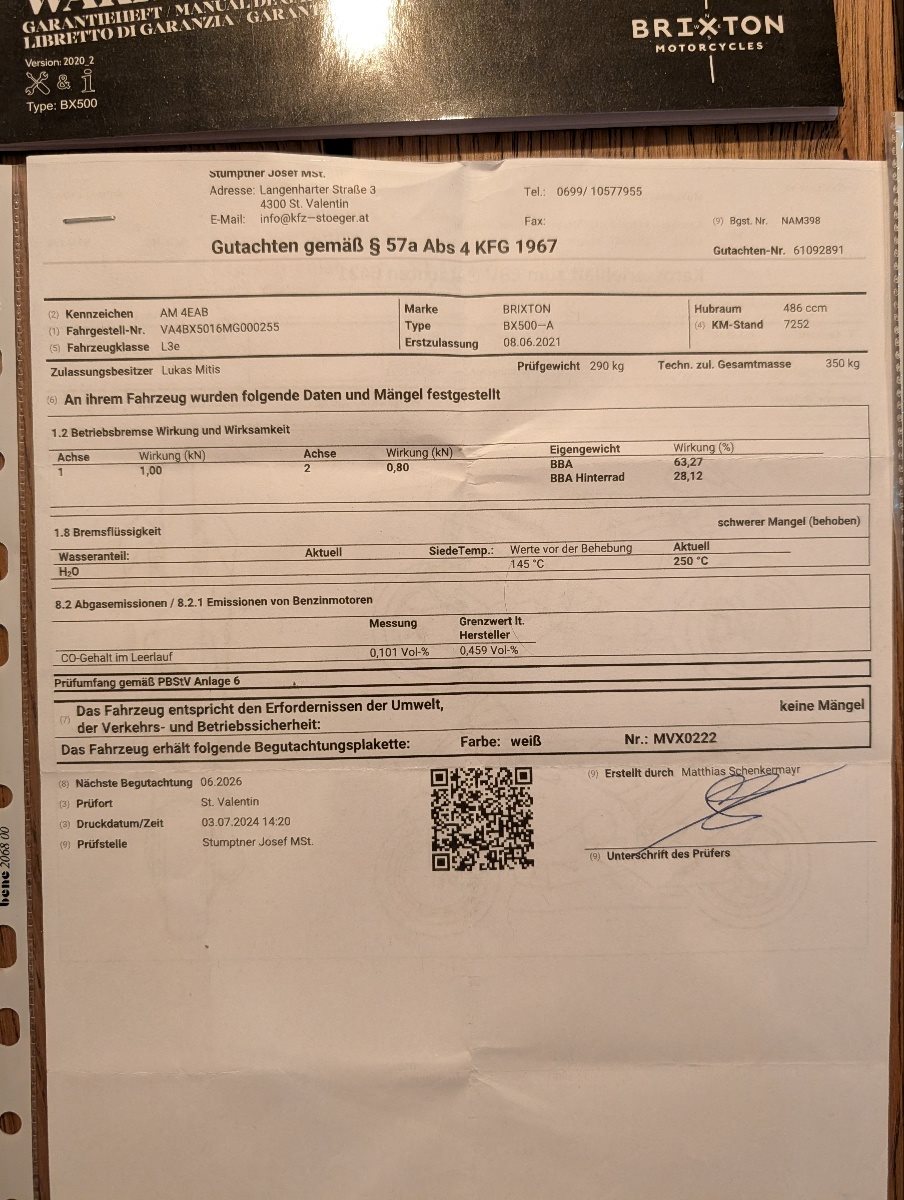 GARANTIEHEFT / MANUAL DE
LIBRETTO DI GARANZIA · GARANT
Version: 2020_2
&
Type: BX500
BRIXTON
MOTORCYCLES
bene 2068 00
Stumptner Josef MSt.
Adresse: Langenharter Straße 3
4300 St. Valentin
E-Mail: info@kfz-stoeger.at
Tel.: 0699/ 10577955
Fax:
(9) Bgst. Nr. NAM398
Gutachten gemäß § 57a Abs 4 KFG 1967
Gutachten-Nr. 61092891
(2) Kennzeichen AM 4EAB Marke BRIXTON Hubraum 486 ccm
(1) Fahrgestell-Nr. VA4BX5016MG000255 Type BX500-A (4) KM-Stand 7252
(5) Fahrzeugklasse L3e Erstzulassung 08.06.2021
Zulassungsbesitzer Lukas Mitis Prüfgewicht 290 kg Techn. zul. Gesamtmasse 350 kg
(6) An ihrem Fahrzeug wurden folgende Daten und Mängel festgestellt
1.2 Betriebsbremse Wirkung und Wirksamkeit
Achse Wirkung (kN) Achse Wirkung (kN) Eigengewicht Wirkung (%)
1 1,00 2 0,80 BBA 63,27
BBA Hinterrad 28,12
1.8 Bremsflüssigkeit schwerer Mangel (behoben)
Wasseranteil: Aktuell SiedeTemp.: Werte vor der Behebung Aktuell
H₂O 145 °C 250 °C
8.2 Abgasemissionen / 8.2.1 Emissionen von Benzinmotoren
Messung Grenzwert lt.
Hersteller
CO-Gehalt im Leerlauf 0,101 Vol-% 0,459 Vol-%
Prüfumfang gemäß PBStV Anlage 6
(7) Das Fahrzeug entspricht den Erfordernissen der Umwelt,
der Verkehrs- und Betriebssicherheit: keine Mängel
Das Fahrzeug erhält folgende Begutachtungsplakette: Farbe: weiß Nr.: MVX0222
(8) Nächste Begutachtung 06.2026
(3) Prüfort St. Valentin
(3) Druckdatum/Zeit 03.07.2024 14:20
(9) Prüfstelle Stumptner Josef MSt.
(9) Erstellt durch Matthias Schenkermayr
(9) Unterschrift des Prüfers